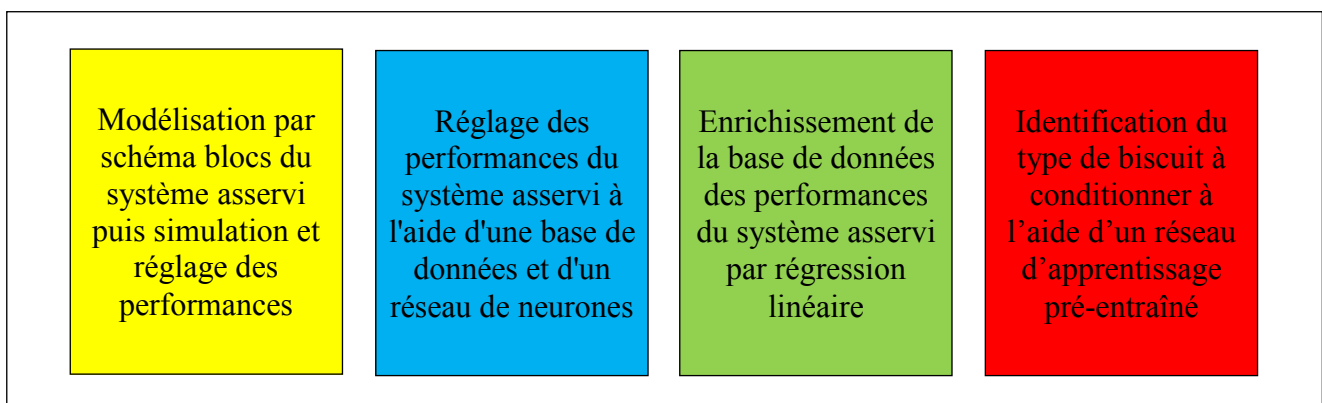 Modélisation par
schéma blocs du
système asservi
puis simulation et
réglage des
performances
Réglage des
performances du
système asservi à
l'aide d'une base de
données et d'un
réseau de neurones
Enrichissement de
la base de données
des performances
du système asservi
par régression
linéaire
Identification du
type de biscuit à
conditionner à
l’aide d’un réseau
d’apprentissage
pré-entraîné